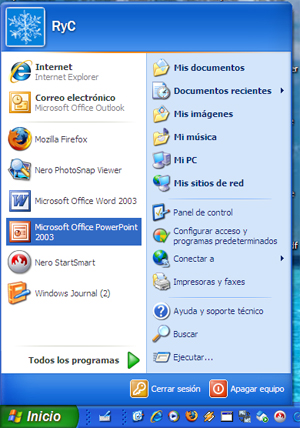 RyC
Internet
Internet Explorer
Correo electrónico
Microsoft Office Outlook
Mozilla Firefox
Nero PhotoSnap Viewer
Microsoft Office Word 2003
Microsoft Office PowerPoint
2003
Nero StartSmart
Windows Journal (2)
Todos los programas
Mis documentos
Documentos recientes
Mis imágenes
Mi música
Mi PC
Mis sitios de red
Panel de control
Configurar acceso y
programas predeterminados
Conectar a
Impresoras y faxes
Ayuda y soporte técnico
Buscar
Ejecutar...
Cerrar sesión
Apagar equipo
Inicio